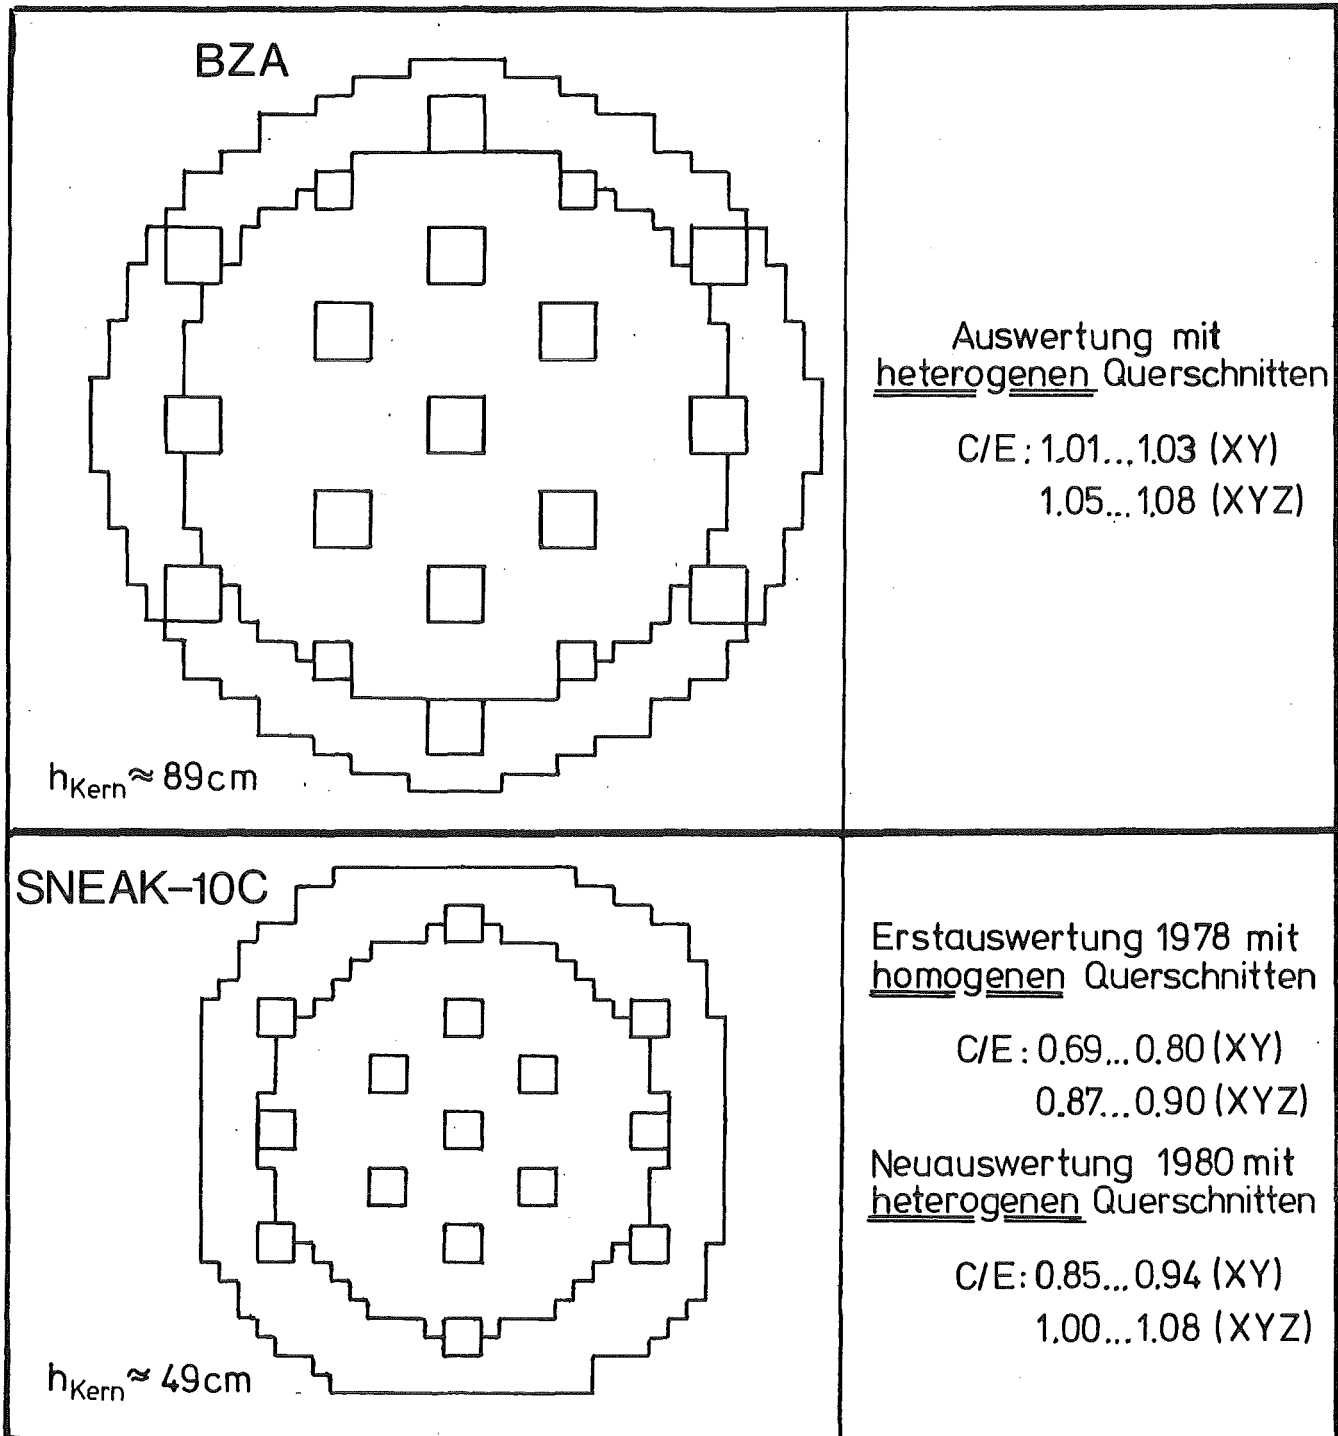 BZA
h_Kern ≈ 89cm
Auswertung mit
heterogenen Querschnitten
C/E: 1.01...1.03 (XY)
1.05...1.08 (XYZ)
SNEAK-10C
h_Kern ≈ 49cm
Erstauswertung 1978 mit
homogenen Querschnitten
C/E: 0.69...0.80 (XY)
0.87...0.90 (XYZ)
Neuauswertung 1980 mit
heterogenen Querschnitten
C/E: 0.85...0.94 (XY)
1.00...1.08 (XYZ)